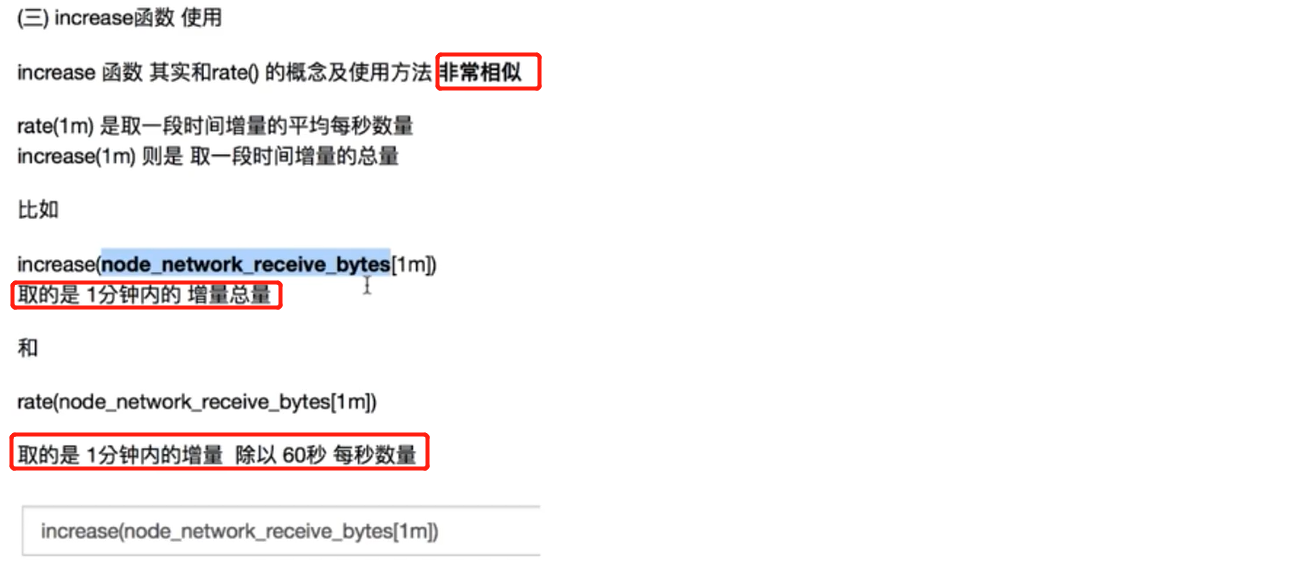 (三) increase函数 使用
increase 函数 其实和rate() 的概念及使用方法 非常相似
rate(1m) 是取一段时间增量的平均每秒数量
increase(1m) 则是 取一段时间增量的总量
比如
increase(node_network_receive_bytes[1m])
取的是 1分钟内的 增量总量
和
rate(node_network_receive_bytes[1m])
取的是 1分钟内的增量 除以 60秒 每秒数量
increase(node_network_receive_bytes[1m])